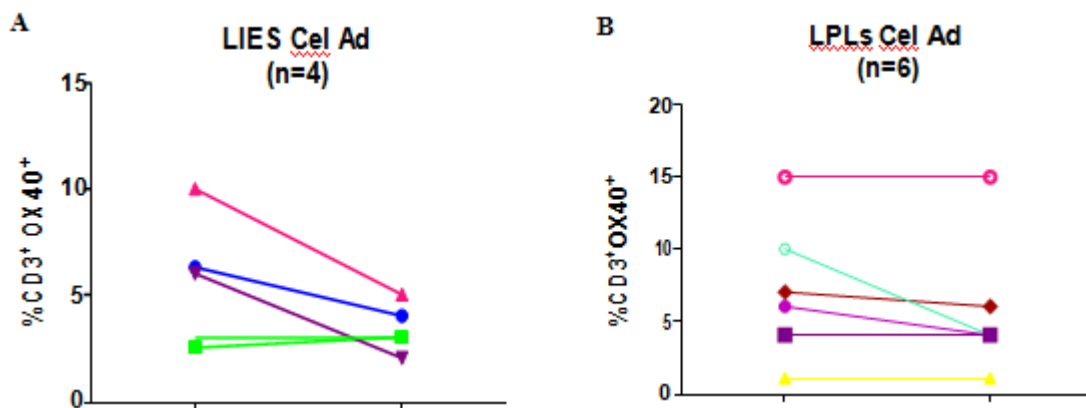 A
LIES Cel Ad
(n=4)
15
10
5
0
%CD3+ OX40+
B
LPLs Cel Ad
(n=6)
20
15
10
5
0
%CD3+OX40+